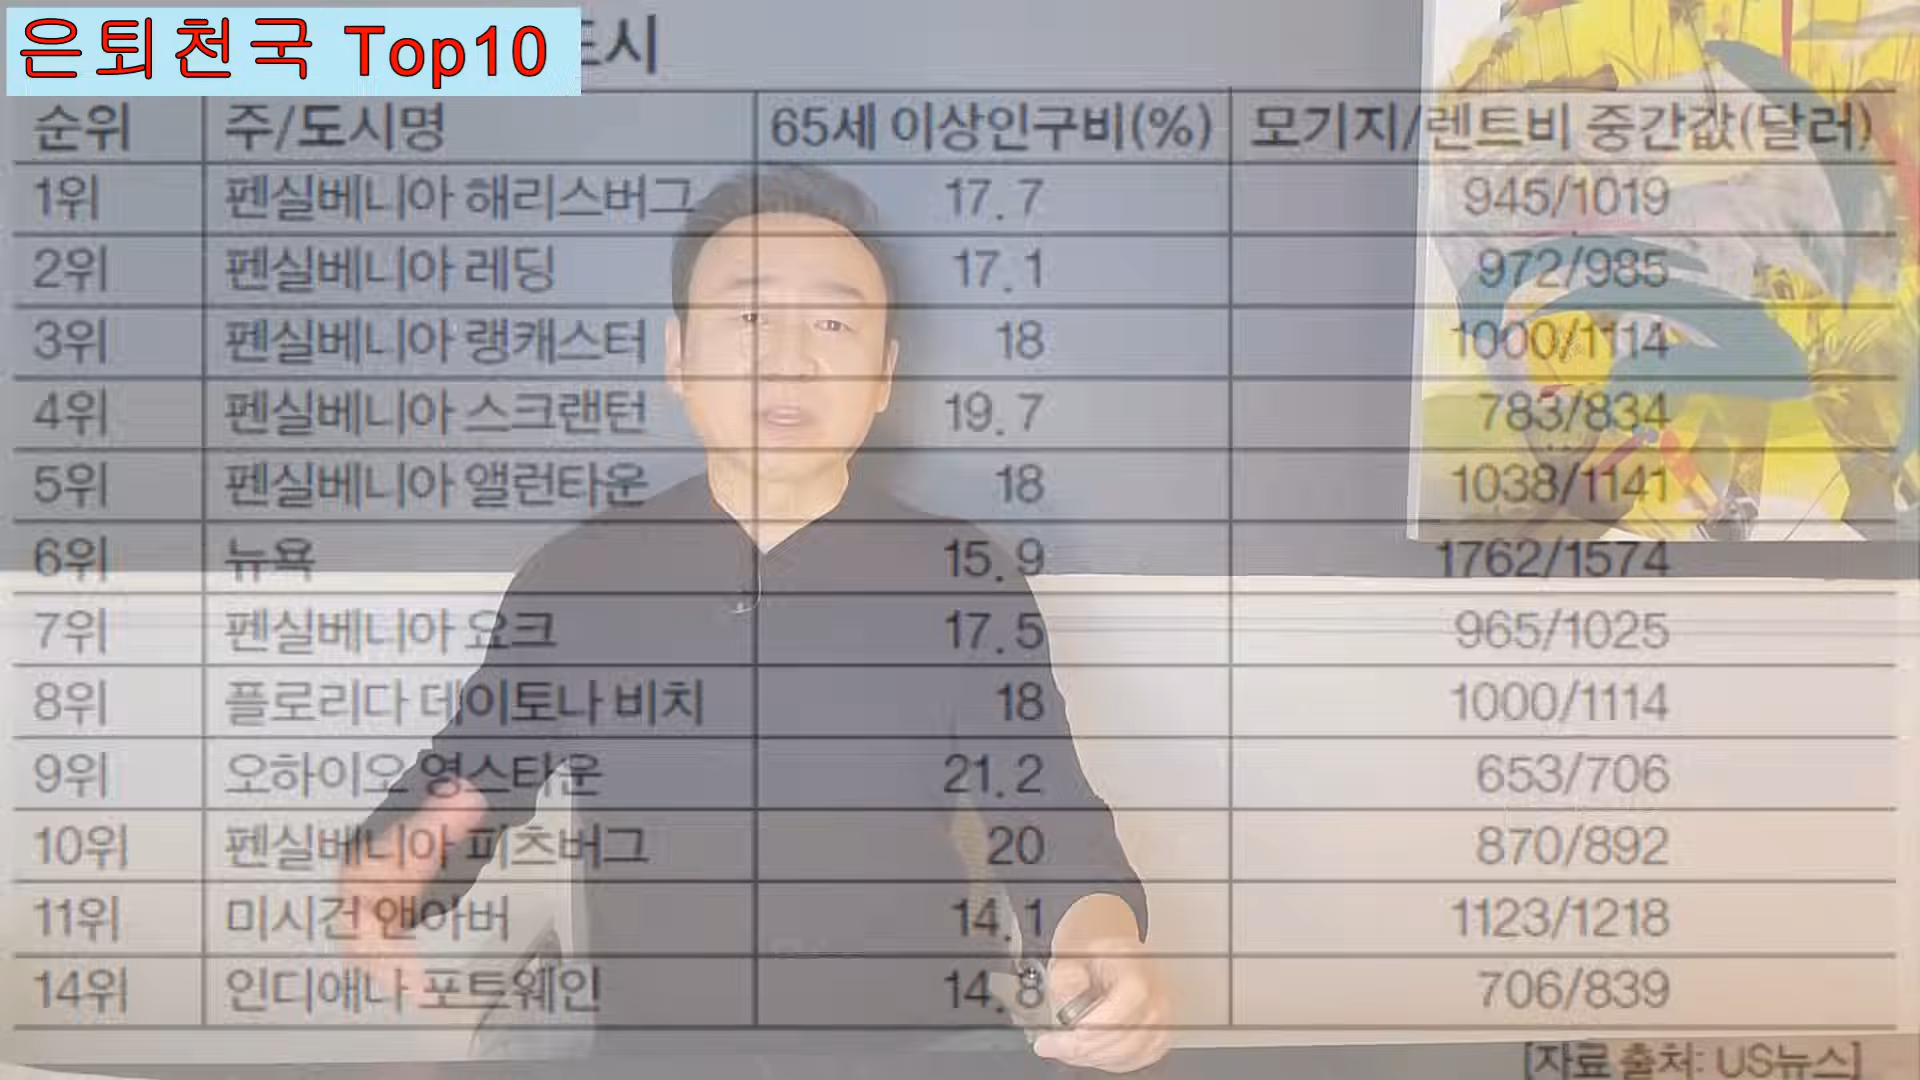 은퇴천국 Top10
도시
순위 주/도시명 65세 이상인구비(%) 모기지/렌트비 중간값(달러)
1위 펜실베니아 해리스버그 17.7 945/1019
2위 펜실베니아 레딩 17.1 972/985
3위 펜실베니아 랭캐스터 18 1000/1114
4위 펜실베니아 스크랜턴 19.7 783/834
5위 펜실베니아 앨런타운 18 1038/1141
6위 뉴욕 15.9 1762/1574
7위 펜실베니아 요크 17.5 965/1025
8위 플로리다 데이토나 비치 18 1000/1114
9위 오하이오 영스타운 21.2 653/706
10위 펜실베니아 피츠버그 20 870/892
11위 미시건 앤아버 14.1 1123/1218
14위 인디애나 포트웨인 14.8 706/839
[자료 출처: US뉴스]